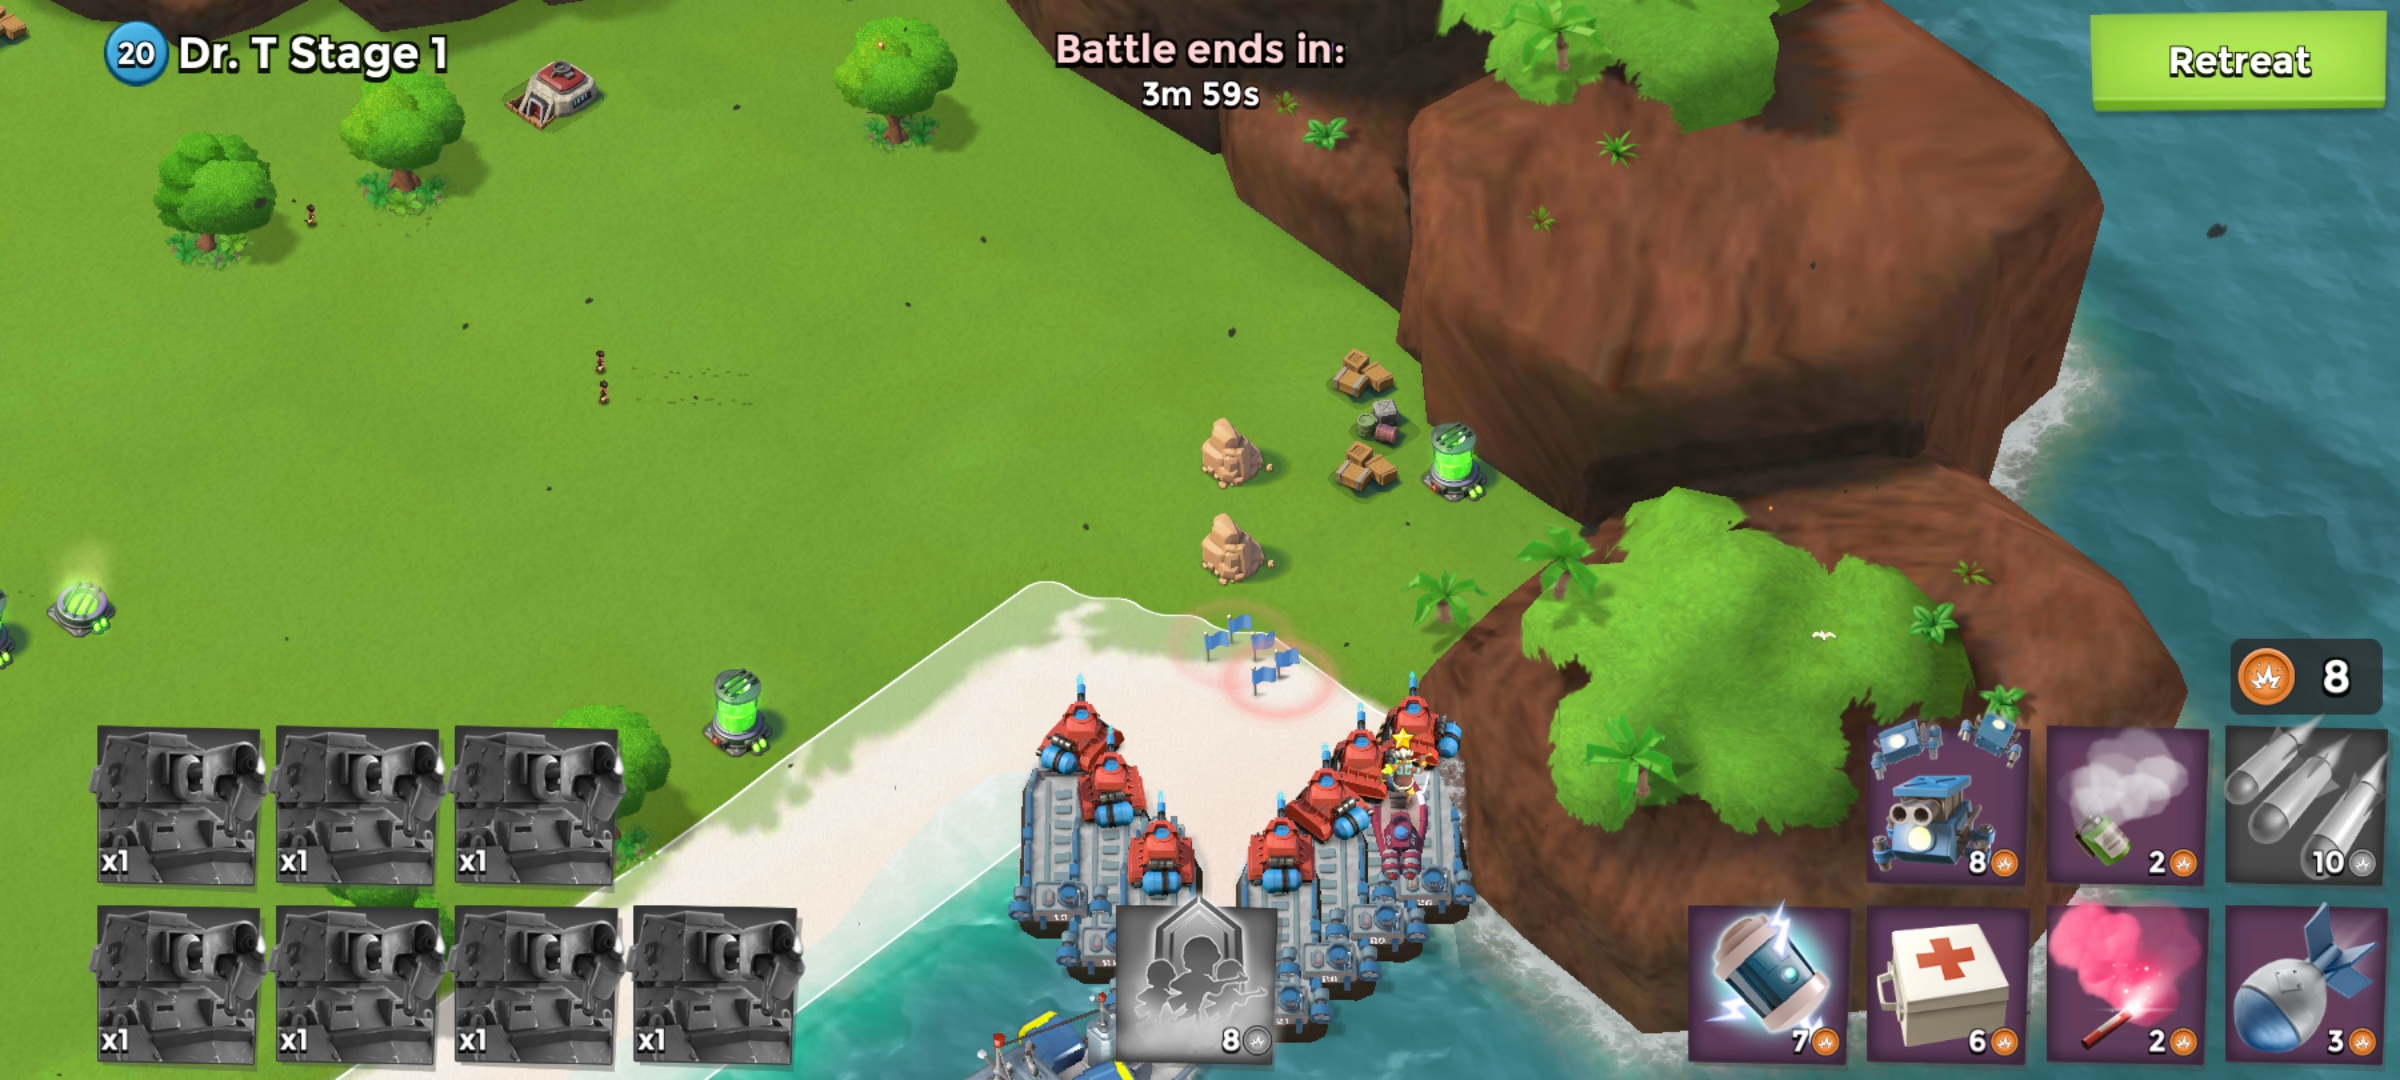 20 Dr. T Stage 1
Battle ends in:
3m 59s
Retreat
8
x1 x1 x1
8 2 10
x1 x1 x1 x1
8
7 6 2 3